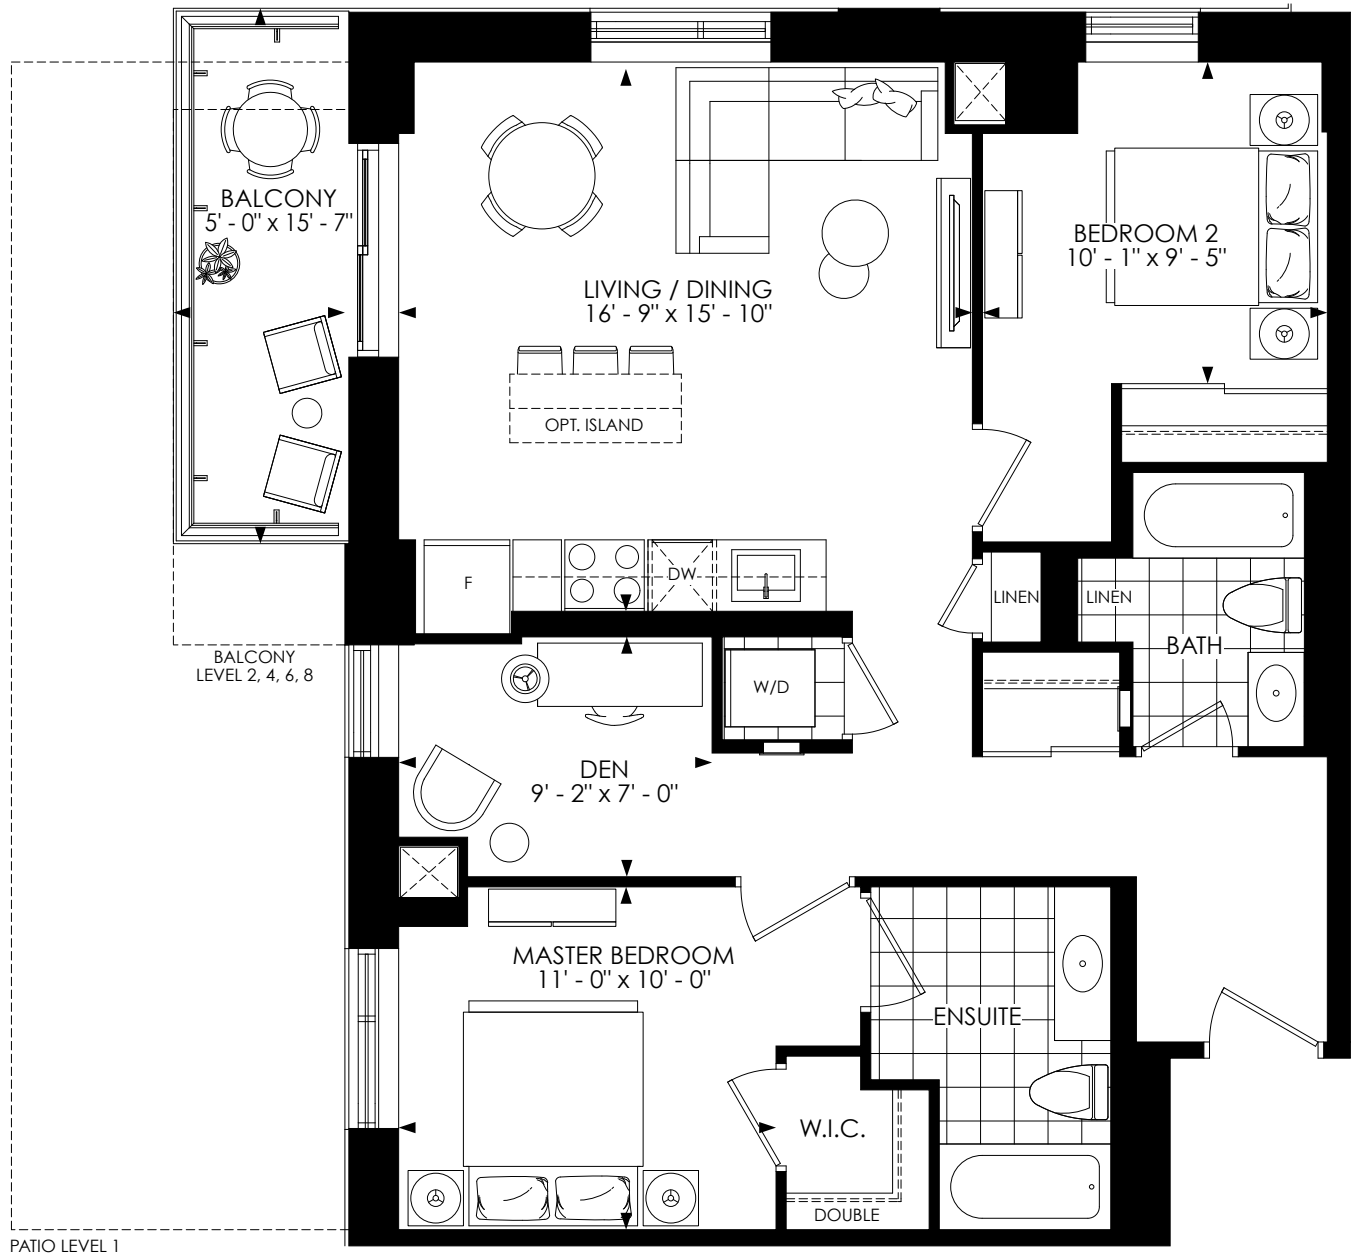 BALCONY
5' - 0" x 15' - 7"
LIVING / DINING
16' - 9" x 15' - 10"
BEDROOM 2
10' - 1" x 9' - 5"
OPT. ISLAND
F
DW
LINEN
LINEN
BATH
BALCONY
LEVEL 2, 4, 6, 8
W/D
DEN
9' - 2" x 7' - 0"
MASTER BEDROOM
11' - 0" x 10' - 0"
ENSUITE
W.I.C.
DOUBLE
PATIO LEVEL 1